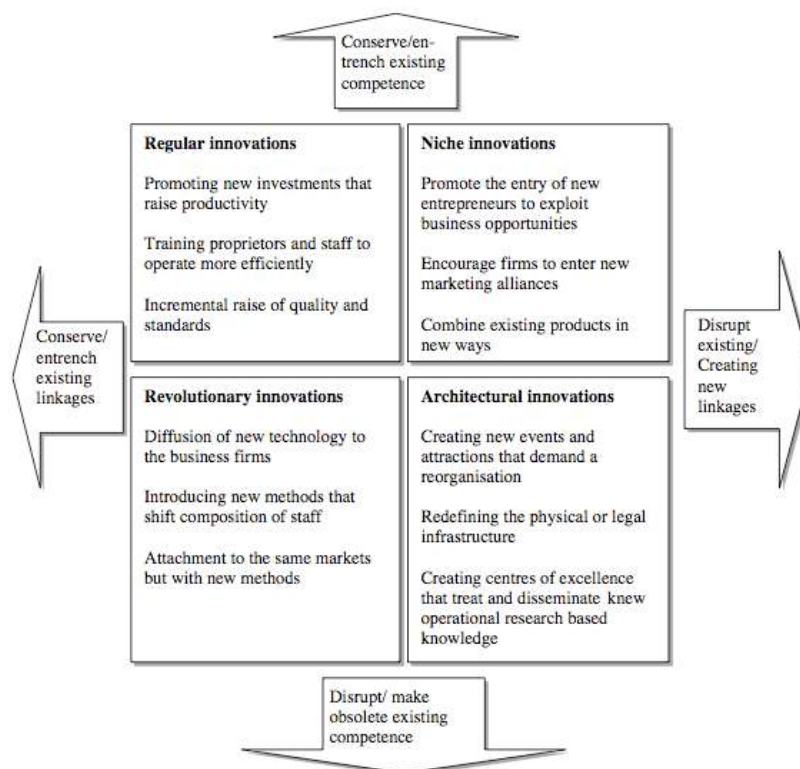 Conserve/en-
trench existing
competence
Regular innovations
Promoting new investments that
raise productivity
Training proprietors and staff to
operate more efficiently
Incremental raise of quality and
standards
Niche innovations
Promote the entry of new
entrepreneurs to exploit
business opportunities
Encourage firms to enter new
marketing alliances
Combine existing products in
new ways
Conserve/
entrench
existing
linkages
Disrupt
existing/
Creating
new
linkages
Revolutionary innovations
Diffusion of new technology to
the business firms
Introducing new methods that
shift composition of staff
Attachment to the same markets
but with new methods
Architectural innovations
Creating new events and
attractions that demand a
reorganisation
Redefining the physical or legal
infrastructure
Creating centres of excellence
that treat and disseminate knew
operational research based
knowledge
Disrupt/ make
obsolete existing
competence